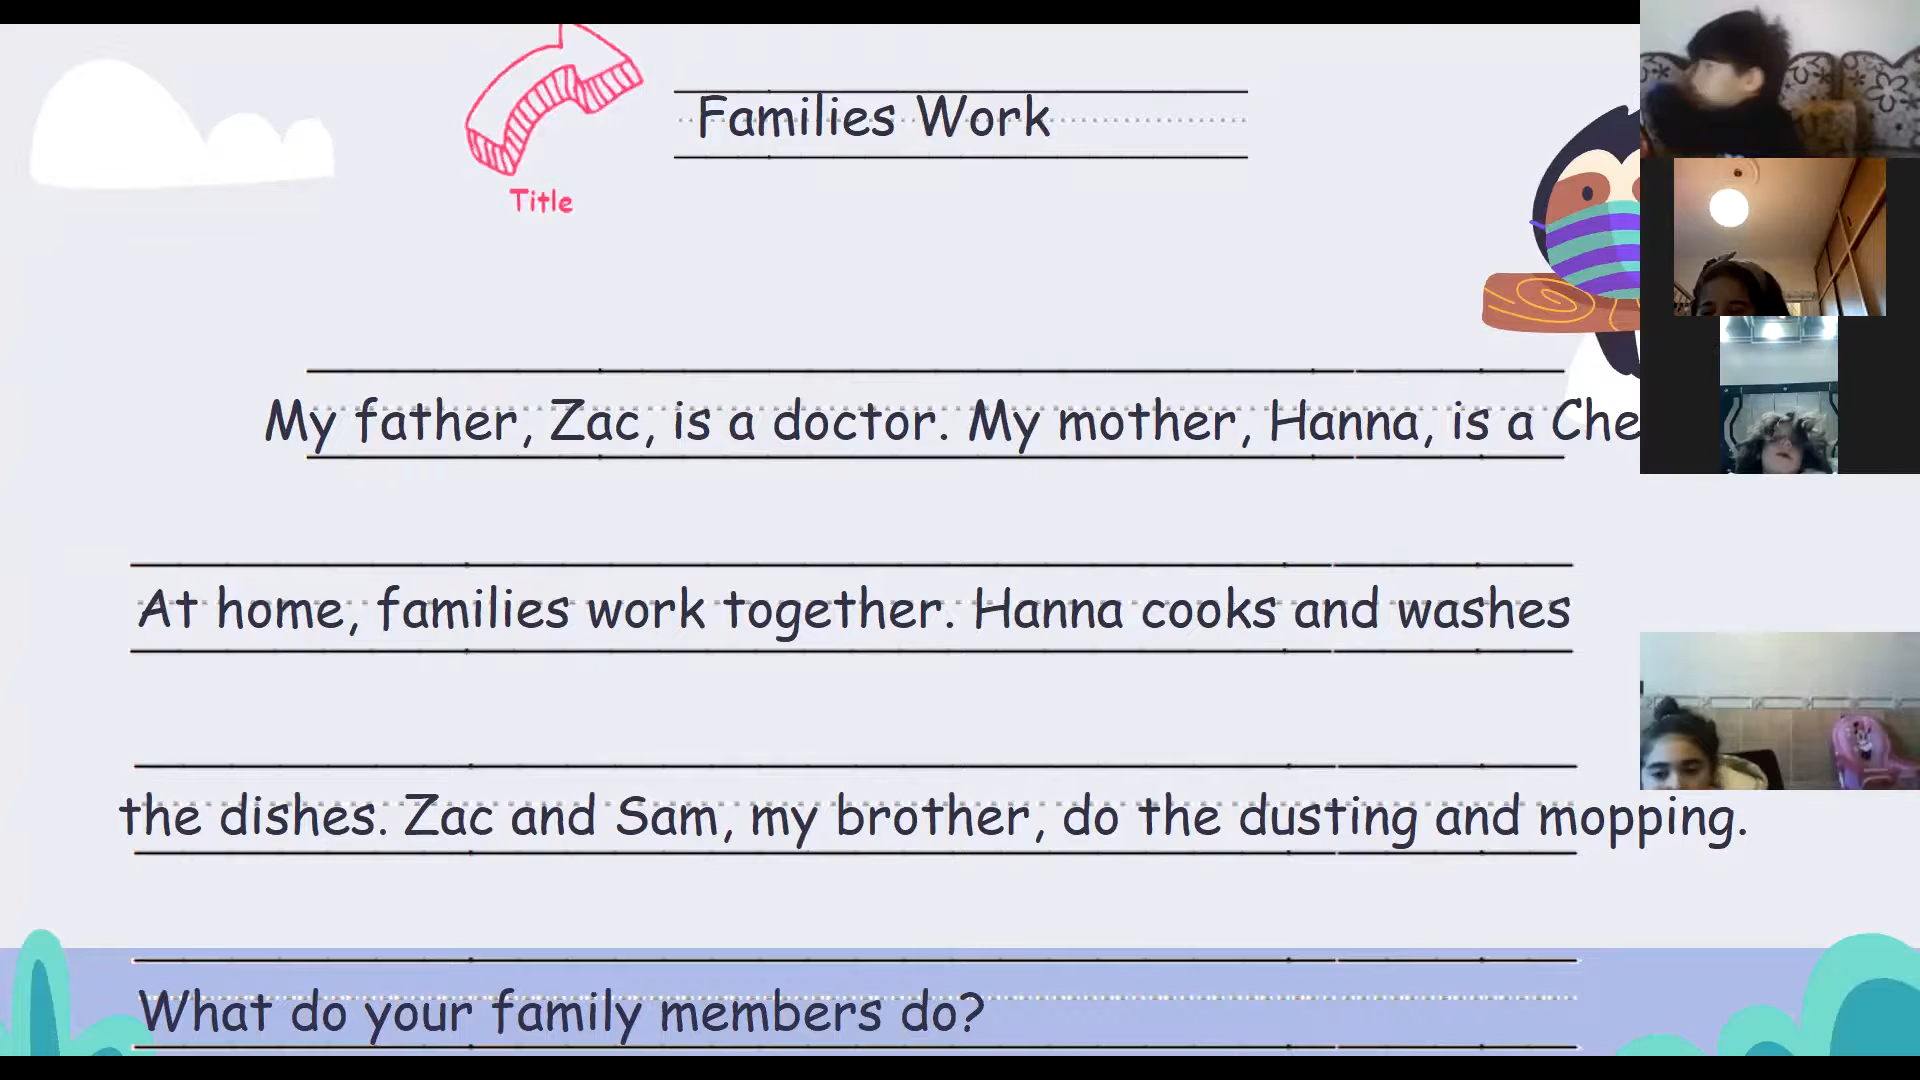 Families Work
Title
My father, Zac, is a doctor. My mother, Hanna, is a
At home, families work together. Hanna cooks and washes
the dishes. Zac and Sam, my brother, do the dusting and mopping.
What do your family members do?